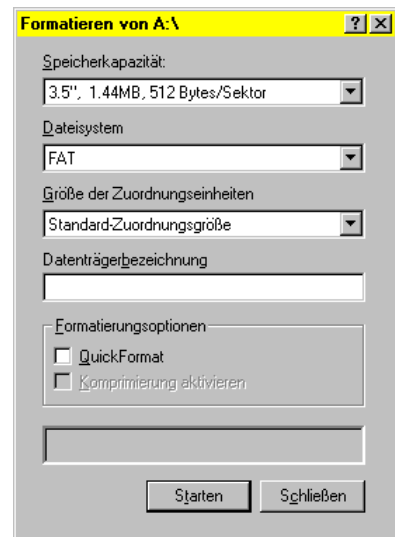 Formatieren von A:\
Speicherkapazität:
3.5", 1.44MB, 512 Bytes/Sektor
Dateisystem
FAT
Größe der Zuordnungseinheiten
Standard-Zuordnungsgröße
Datenträgerbezeichnung
Formatierungsoptionen
QuickFormat
Komprimierung aktivieren
Starten
Schließen